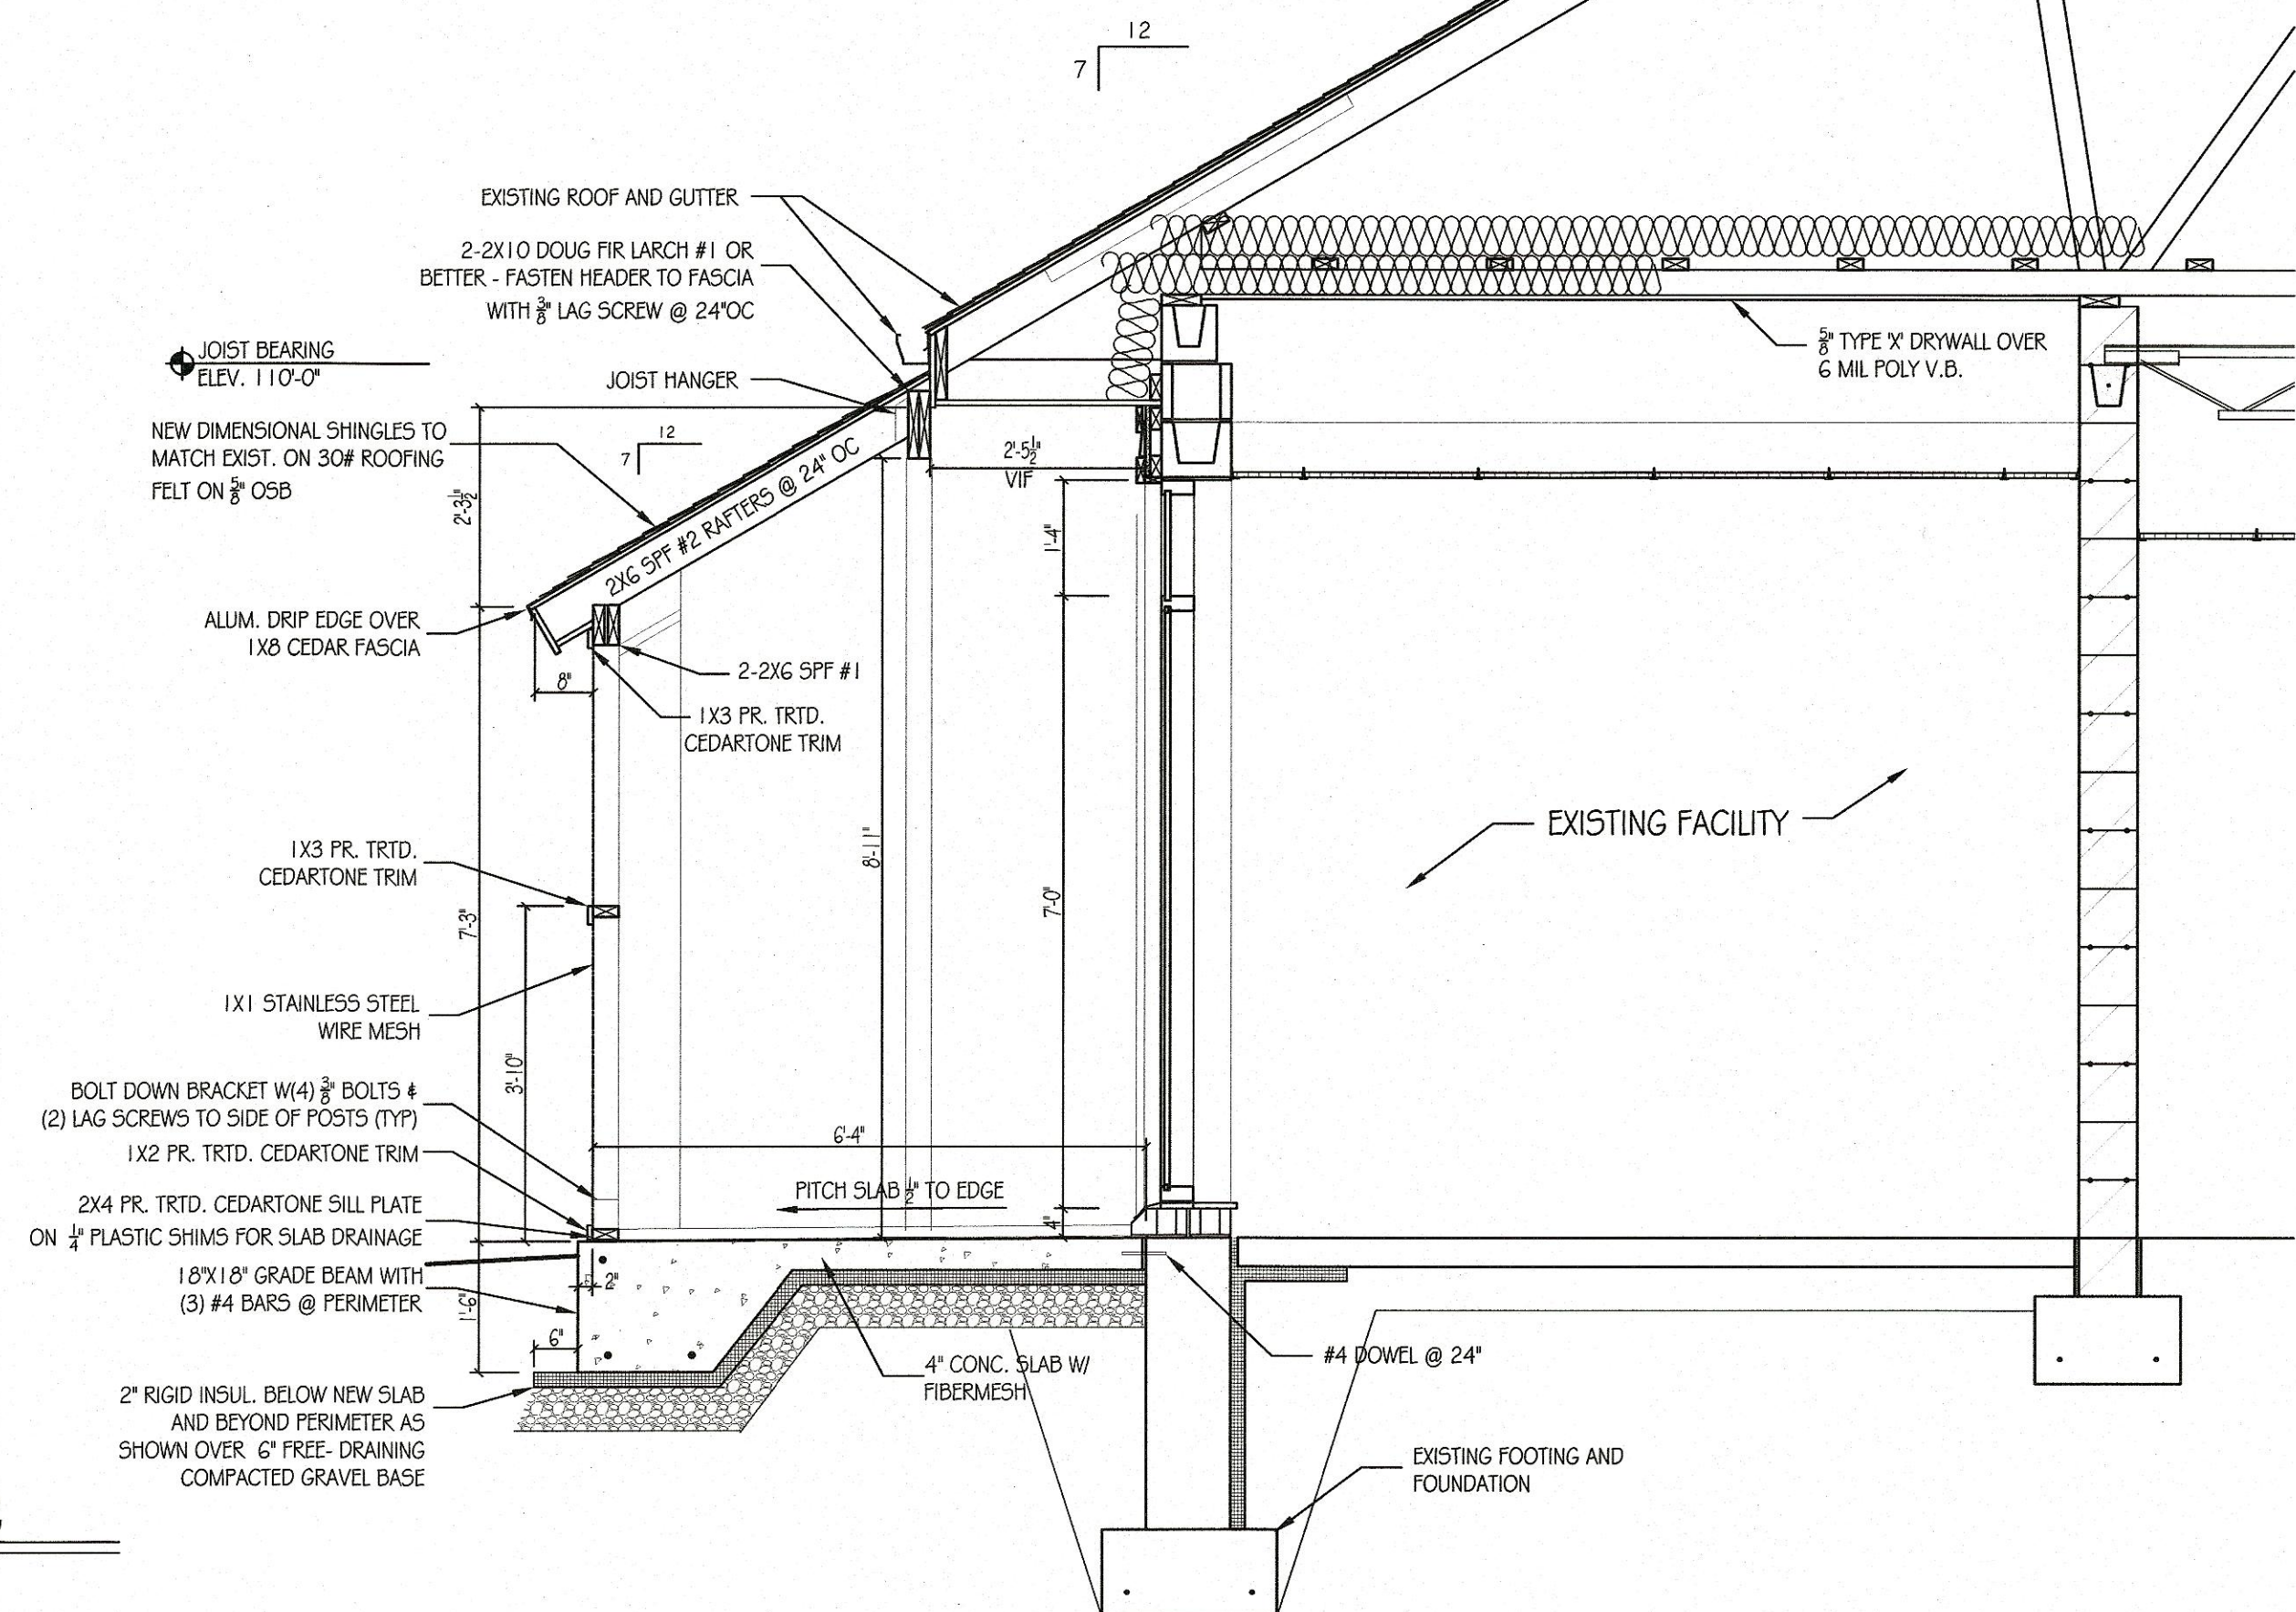 12
7
EXISTING ROOF AND GUTTER
2-2X10 DOUG FIR LARCH #1 OR
BETTER - FASTEN HEADER TO FASCIA
WITH 3/8" LAG SCREW @ 24"OC
JOIST BEARING
ELEV. 110'-0"
JOIST HANGER
5/8" TYPE 'X' DRYWALL OVER
6 MIL POLY V.B.
NEW DIMENSIONAL SHINGLES TO
MATCH EXIST. ON 30# ROOFING
FELT ON 5/8" OSB
12
7
2'-5 1/2"
VIF
2'-3 1/2"
2X6 SPF #2 RAFTERS @ 24" OC
1'-4"
ALUM. DRIP EDGE OVER
1X8 CEDAR FASCIA
8"
2-2X6 SPF #1
1X3 PR. TRTD.
CEDARTONE TRIM
EXISTING FACILITY
1X3 PR. TRTD.
CEDARTONE TRIM
8'-11"
7'-0"
7'-3"
1X1 STAINLESS STEEL
WIRE MESH
3'-10"
BOLT DOWN BRACKET W(4) 3/8" BOLTS &
(2) LAG SCREWS TO SIDE OF POSTS (TYP)
6'-4"
1X2 PR. TRTD. CEDARTONE TRIM
PITCH SLAB 1/2" TO EDGE
2X4 PR. TRTD. CEDARTONE SILL PLATE
ON 1/4" PLASTIC SHIMS FOR SLAB DRAINAGE
4"
18"X18" GRADE BEAM WITH
(3) #4 BARS @ PERIMETER
2"
1'-6"
6"
#4 DOWEL @ 24"
4" CONC. SLAB W/
FIBERMESH
2" RIGID INSUL. BELOW NEW SLAB
AND BEYOND PERIMETER AS
SHOWN OVER 6" FREE- DRAINING
COMPACTED GRAVEL BASE
EXISTING FOOTING AND
FOUNDATION